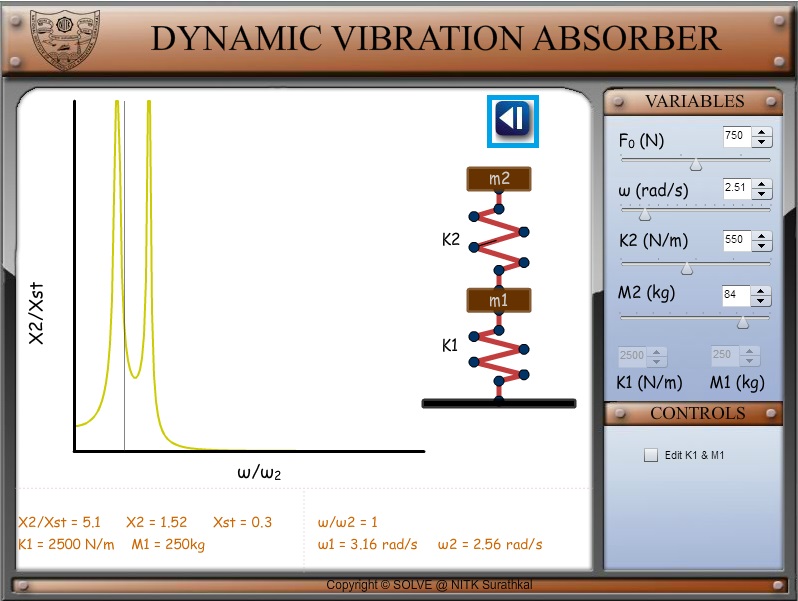 DYNAMIC VIBRATION ABSORBER
X2/Xst
ω/ω2
m2
K2
m1
K1
VARIABLES
F0 (N) 750
ω (rad/s) 2.51
K2 (N/m) 550
M2 (kg) 84
2500 250
K1 (N/m) M1 (kg)
CONTROLS
Edit K1 & M1
X2/Xst = 5.1 X2 = 1.52 Xst = 0.3 ω/ω2 = 1
K1 = 2500 N/m M1 = 250kg ω1 = 3.16 rad/s ω2 = 2.56 rad/s
Copyright © SOLVE @ NITK Surathkal